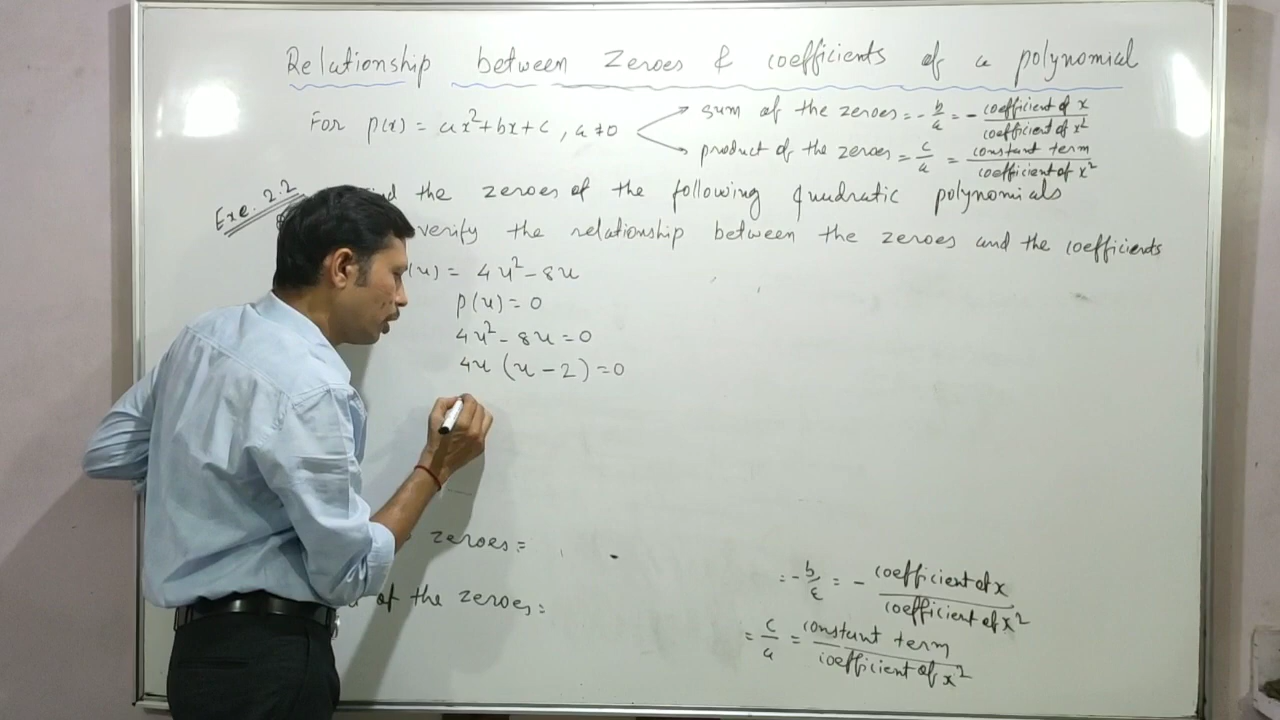 Relationship between Zeroes & coefficients of a polynomial
For p(x) = ax²+bx+c, a≠0
sum of the zeroes = -b/a = - coefficient of x / coefficient of x²
product of the zeroes = c/a = constant term / coefficient of x²
Exe. 2.2
the zeroes of the following quadratic polynomials
verify the relationship between the zeroes and the coefficients
(u) = 4u²-8u
p(u) = 0
4u²-8u=0
4u (u-2)=0
zeroes =
= -b/a = - coefficient of x / coefficient of x²
of the zeroes =
= c/a = constant term / coefficient of x²